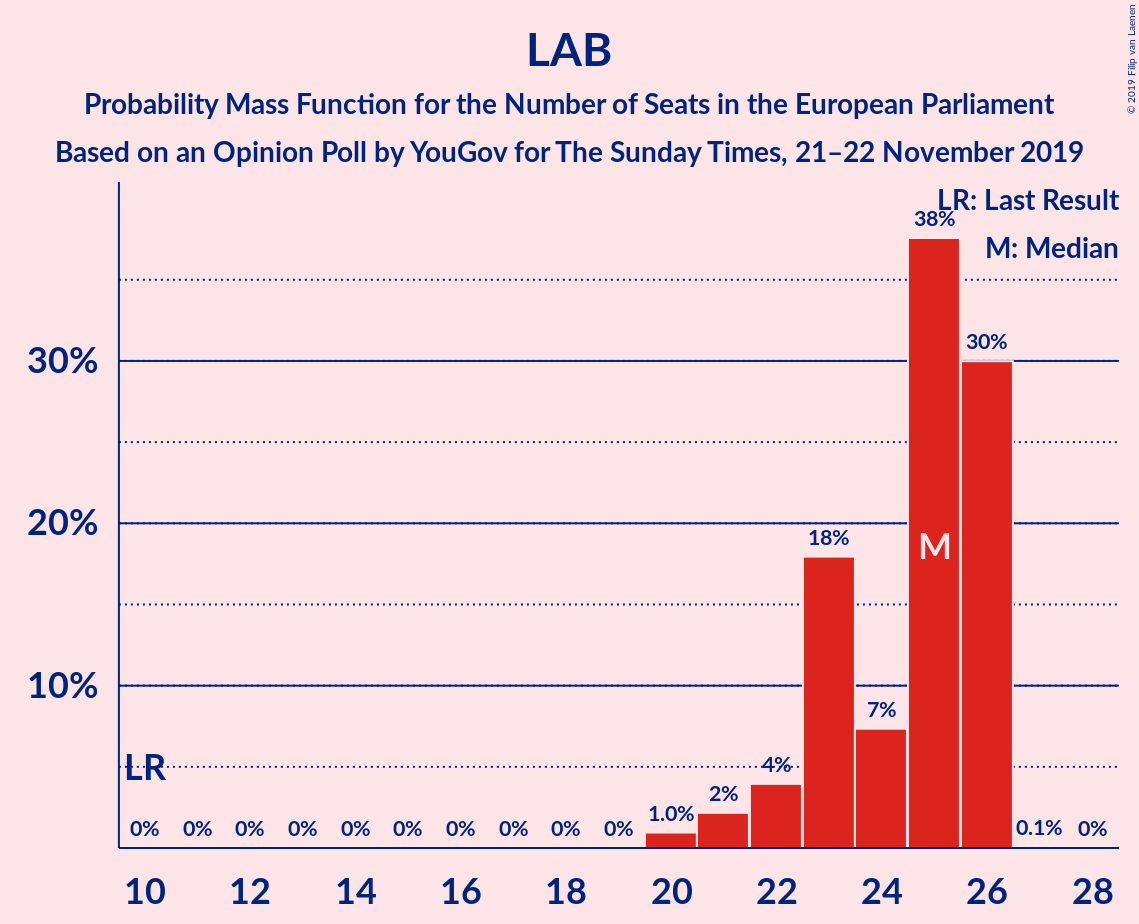 LAB
Probability Mass Function for the Number of Seats in the European Parliament
Based on an Opinion Poll by YouGov for The Sunday Times, 21–22 November 2019
© 2019 Filip van Laenen
LR: Last Result
M: Median
38%
30%
30%
20%
18%
M
10%
7%
LR
4%
2%
1.0%
0% 0% 0% 0% 0% 0% 0% 0% 0% 0% 0.1% 0%
10 12 14 16 18 20 22 24 26 28